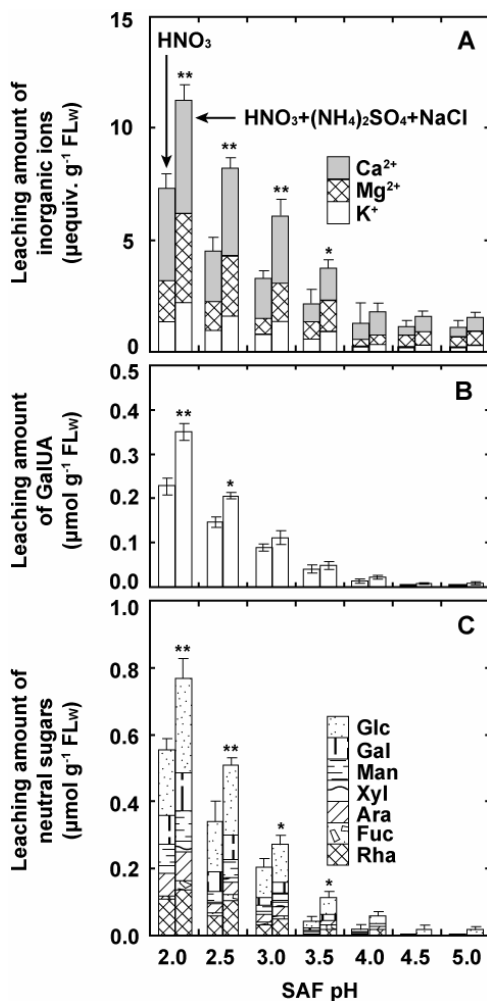 HNO₃
A
**
HNO₃+(NH₄)₂SO₄+NaCl
**
**
*
Ca²⁺
Mg²⁺
K⁺
Leaching amount of
inorganic ions
(μequiv. g⁻¹ FLw)
15
10
5
0
B
**
*
Leaching amount
of GalUA
(μmol g⁻¹ FLw)
0.5
0.4
0.3
0.2
0.1
0.0
C
**
**
*
*
Glc
Gal
Man
Xyl
Ara
Fuc
Rha
Leaching amount of
neutral sugars
(μmol g⁻¹ FLw)
1.0
0.8
0.6
0.4
0.2
0.0
2.0 2.5 3.0 3.5 4.0 4.5 5.0
SAF pH